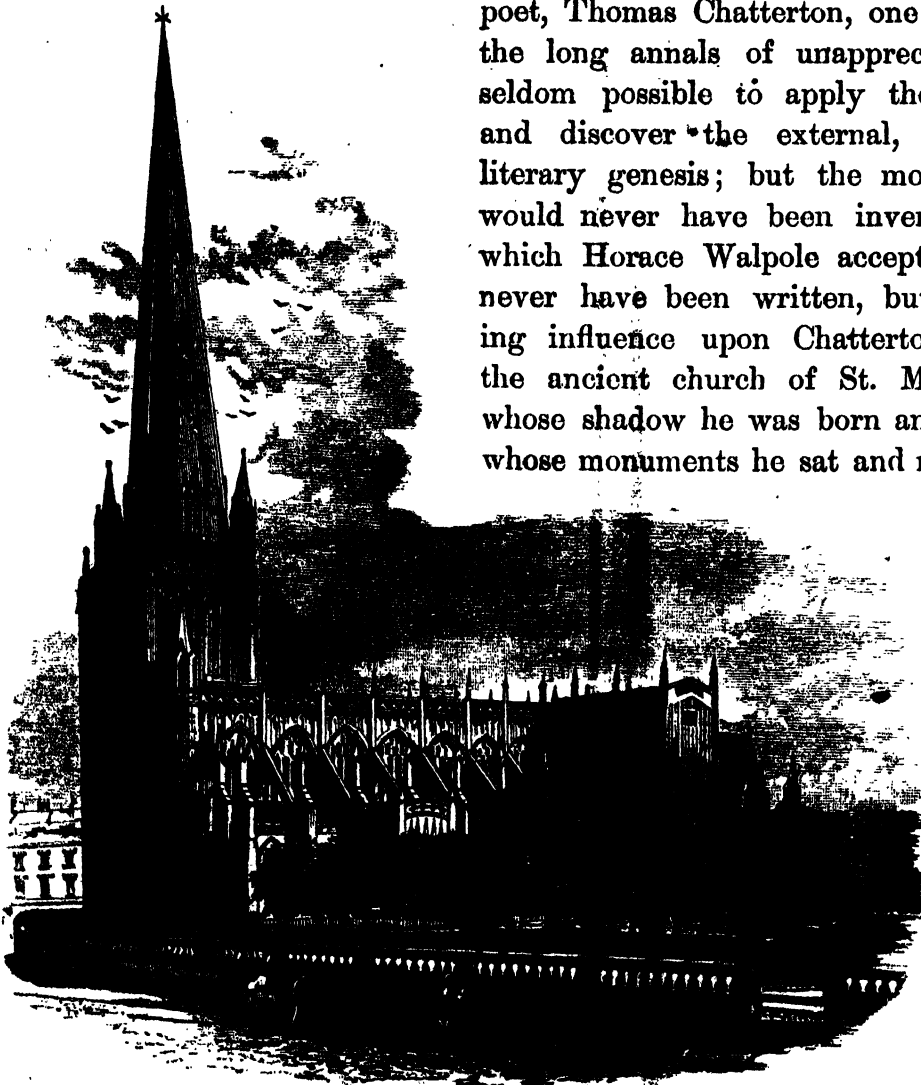 poet, Thomas Chatterton, one
the long annals of unapprec
seldom possible to apply the
and discover the external,
literary genesis; but the mo
would never have been inver
which Horace Walpole accept
never have been written, bu
ing influence upon Chatterto
the ancient church of St. M
whose shadow he was born an
whose monuments he sat and